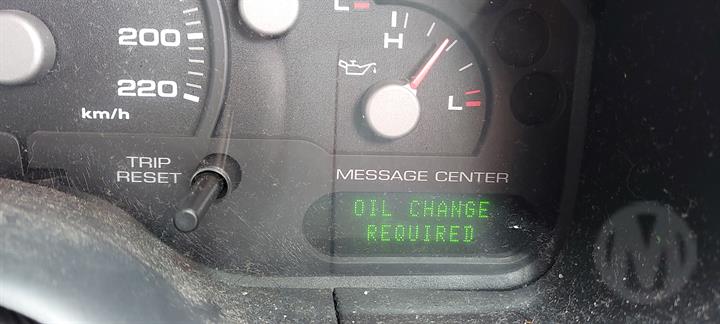 L
H
200
220
L
km/h
TRIP
RESET
MESSAGE CENTER
OIL CHANGE
REQUIRED
M